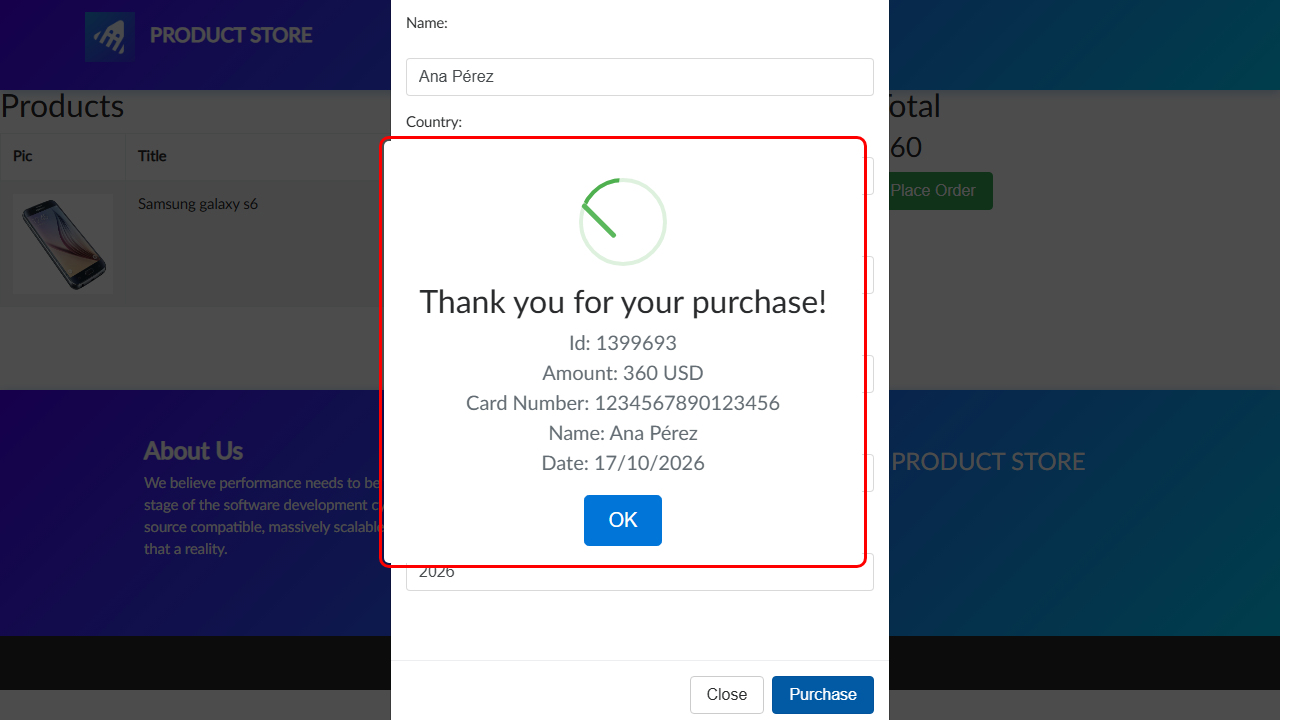 PRODUCT STORE
Name:
Ana Pérez
Products
otal
Country:
Pic Title
60
Samsung galaxy s6
Place Order
Thank you for your purchase!
Id: 1399693
Amount: 360 USD
Card Number: 1234567890123456
Name: Ana Pérez
Date: 17/10/2026
OK
About Us
We believe performance needs to be
stage of the software development c
source compatible, massively scalable
that a reality.
PRODUCT STORE
2026
Close Purchase